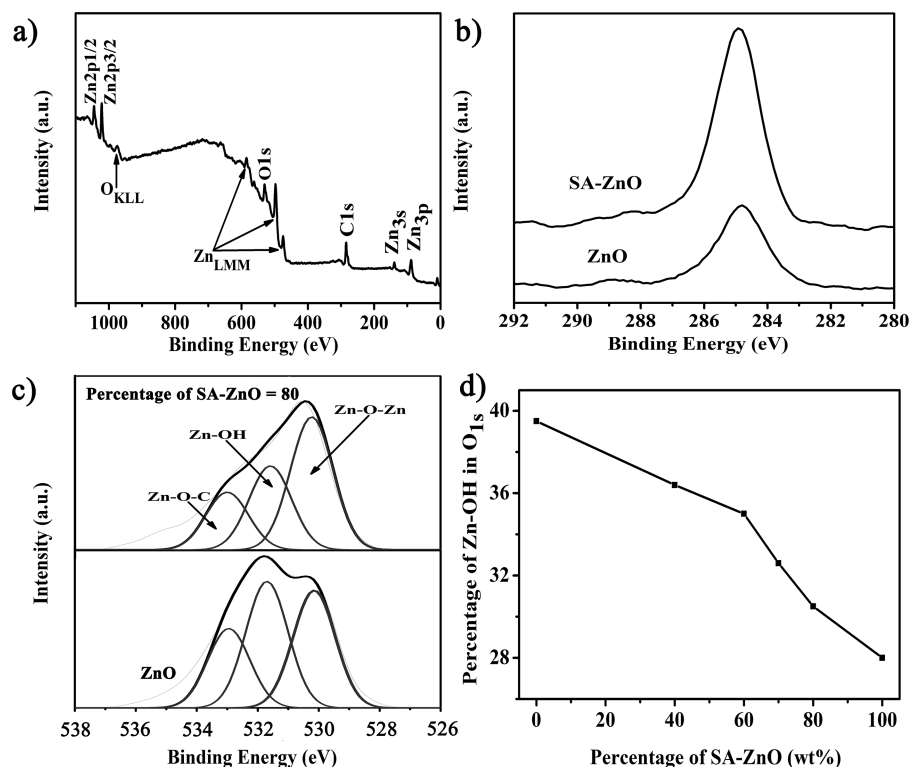 a)
Zn2p1/2
Zn2p3/2
O KLL
Zn LMM
O1s
C1s
Zn3s
Zn3p
Intensity (a.u.)
1000 800 600 400 200 0
Binding Energy (eV)
b)
SA-ZnO
ZnO
Intensity (a.u.)
292 290 288 286 284 282 280
Binding Energy (eV)
c)
Percentage of SA-ZnO = 80
Zn-O-Zn
Zn-OH
Zn-O-C
ZnO
Intensity (a.u.)
538 536 534 532 530 528 526
Binding Energy (eV)
d)
Percentage of Zn-OH in O1s
40
36
32
28
0 20 40 60 80 100
Percentage of SA-ZnO (wt%)